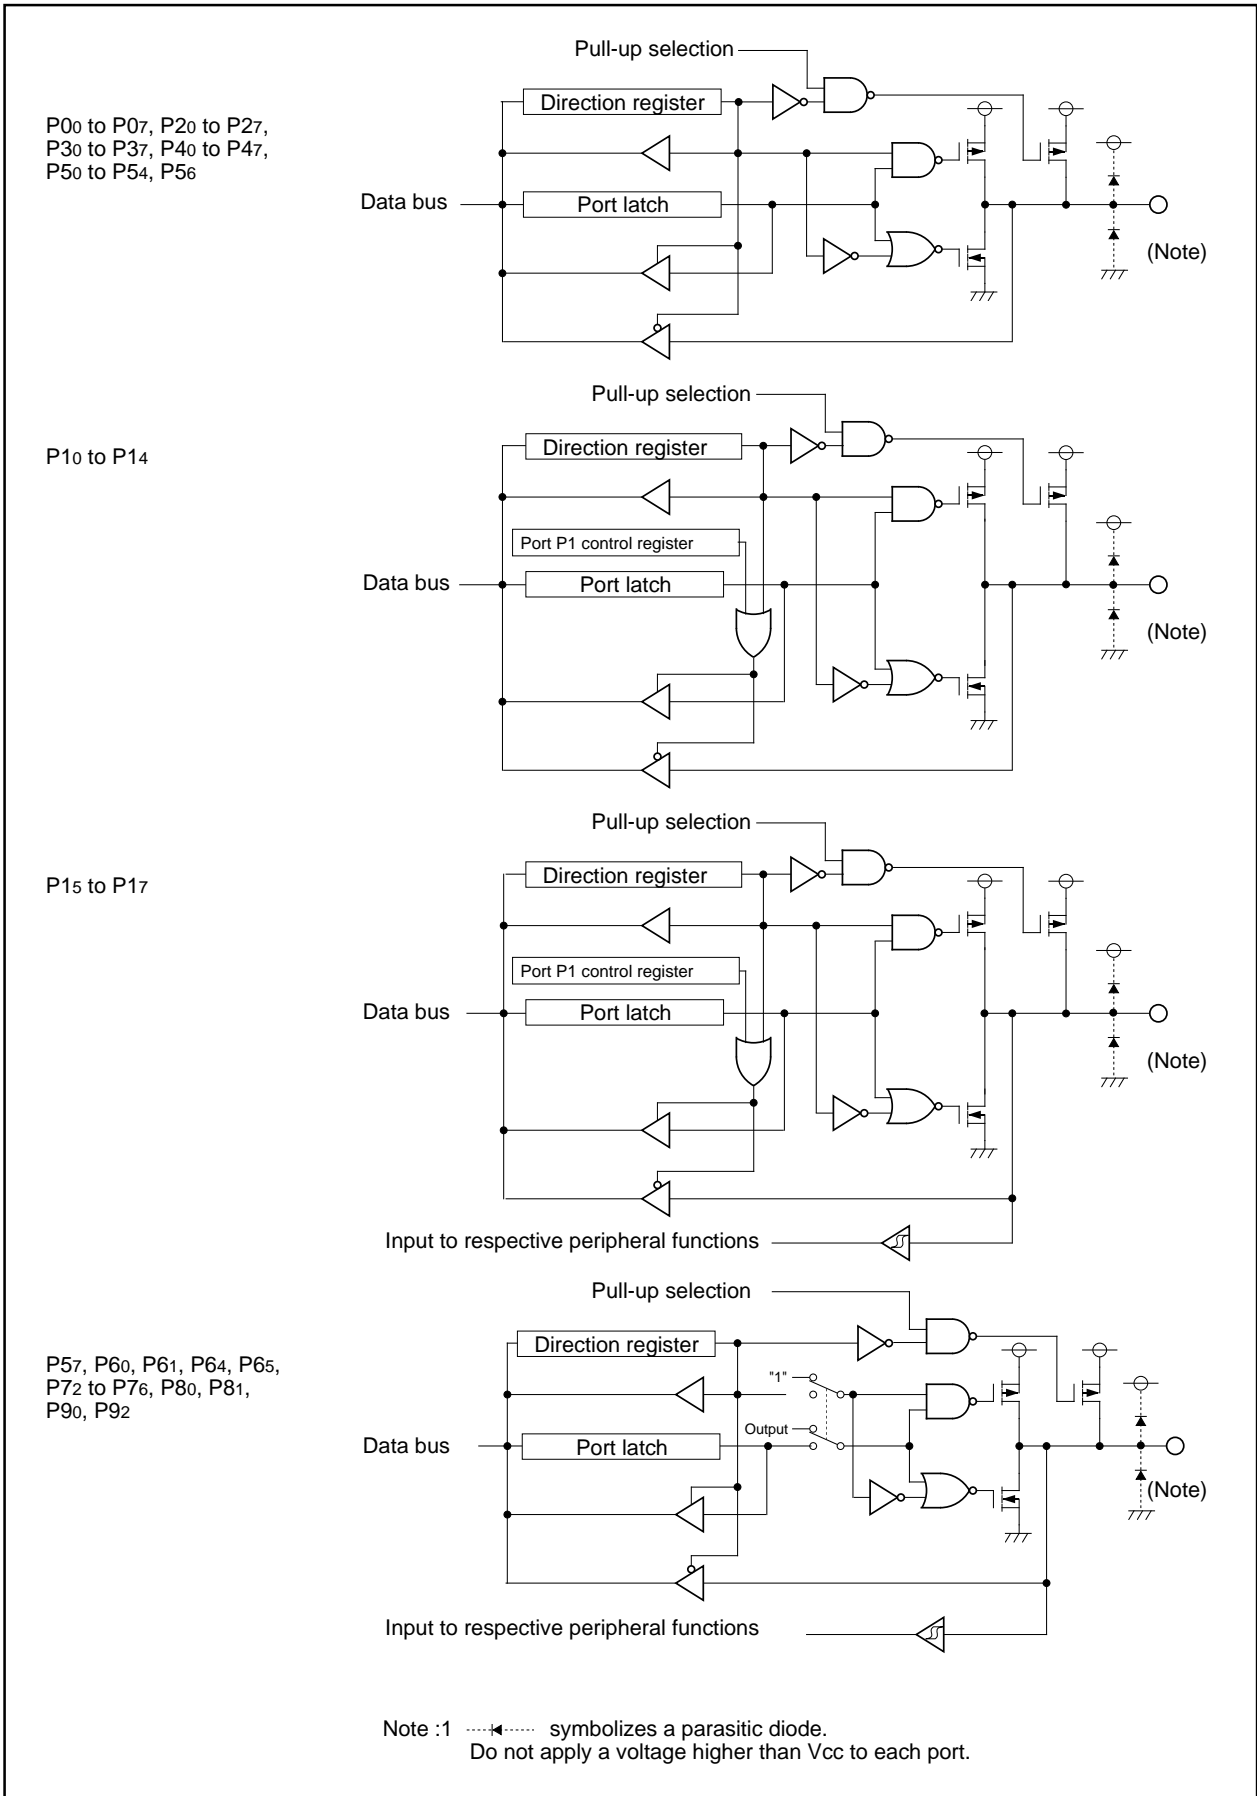 Pull-up selection
Direction register
P00 to P07, P20 to P27,
P30 to P37, P40 to P47,
P50 to P54, P56
Data bus
Port latch
(Note)
Pull-up selection
Direction register
P10 to P14
Port P1 control register
Data bus
Port latch
(Note)
Pull-up selection
Direction register
P15 to P17
Port P1 control register
Data bus
Port latch
(Note)
Input to respective peripheral functions
Pull-up selection
Direction register
P57, P60, P61, P64, P65,
P72 to P76, P80, P81,
P90, P92
"1"
Output
Data bus
Port latch
(Note)
Input to respective peripheral functions
Note :1 symbolizes a parasitic diode.
Do not apply a voltage higher than Vcc to each port.